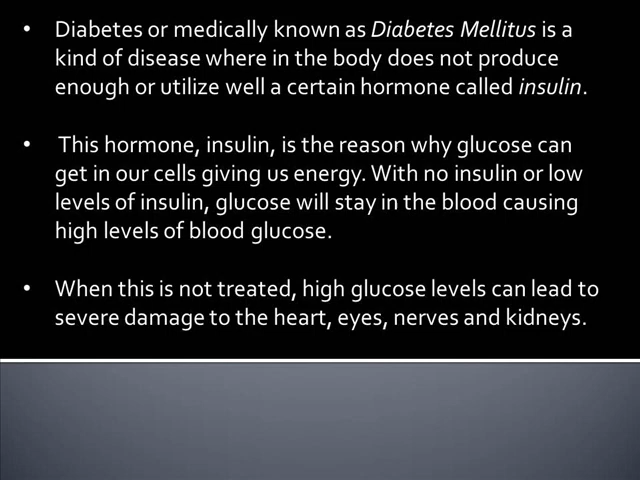 • Diabetes or medically known as Diabetes Mellitus is a
kind of disease where in the body does not produce
enough or utilize well a certain hormone called insulin.
• This hormone, insulin, is the reason why glucose can
get in our cells giving us energy. With no insulin or low
levels of insulin, glucose will stay in the blood causing
high levels of blood glucose.
• When this is not treated, high glucose levels can lead to
severe damage to the heart, eyes, nerves and kidneys.